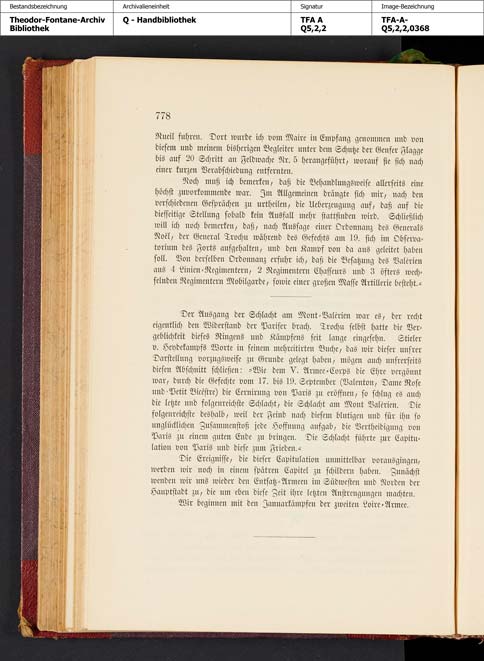 Bestandsbezeichnung
Archivalieneinheit
Signatur
Image-Bezeichnung
Theodor-Fontane-Archiv
Bibliothek
Q - Handbibliothek
TFA A
Q5,2,2
TFA-A-
Q5,2,2,0368
778
Rueil fuhren. Dort wurde ich vom Maire in Empfang genommen und von
diesem und meinem bisherigen Begleiter unter dem Schutze der Genfer Flagge
bis auf 20 Schritt an Feldwache Nr. 5 herangeführt, worauf sie sich nach
einer kurzen Verabschiedung entfernten.
Noch muß ich bemerken, daß die Behandlungsweise allerseits eine
höchst zuvorkommende war. Im Allgemeinen drängte sich mir, nach den
verschiedenen Gesprächen zu urtheilen, die Ueberzeugung auf, daß auf die
diesseitige Stellung sobald kein Ausfall mehr stattfinden wird. Schließlich
will ich noch bemerken, daß, nach Aussage einer Ordonnanz des Generals
Noël, der General Trochu während des Gefechts am 19. sich im Observa-
torium des Forts aufgehalten, und den Kampf von da aus geleitet haben
soll. Von derselben Ordonnanz erfuhr ich, daß die Besatzung des Valérien
aus 4 Linien-Regimentern, 2 Regimentern Chasseurs und 3 öfters wech-
selnden Regimentern Mobilgarde, sowie einer großen Masse Artillerie besteht.«
Der Ausgang der Schlacht am Mont-Valérien war es, der recht
eigentlich den Widerstand der Pariser brach. Trochu selbst hatte die Ver-
geblichkeit dieses Ringens und Kämpfens seit lange eingesehn. Stieler
v. Heydekampfs Worte in seinem mehrcitirten Buche, das wir dieser unsrer
Darstellung vorzugsweise zu Grunde gelegt haben, mögen auch unsrerseits
diesen Abschnitt schließen: »Wie dem V. Armee-Corps die Ehre vergönnt
war, durch die Gefechte vom 17. bis 19. September (Valenton, Dame Rose
und Petit Bicêtre) die Cernirung von Paris zu eröffnen, so schlug es auch
die letzte und folgenreichste Schlacht, die Schlacht am Mont Valérien. Die
folgenreichste deshalb, weil der Feind nach diesem blutigen und für ihn so
unglücklichen Zusammenstoß jede Hoffnung aufgab, die Vertheidigung von
Paris zu einem guten Ende zu bringen. Die Schlacht führte zur Capitu-
lation von Paris und diese zum Frieden.«
Die Ereignisse, die dieser Capitulation unmittelbar vorausgingen,
werden wir noch in einem spätren Capitel zu schildern haben. Zunächst
wenden wir uns wieder den Entsatz-Armeen im Südwesten und Norden der
Hauptstadt zu, die um eben diese Zeit ihre letzten Anstrengungen machten.
Wir beginnen mit den Januarkämpfen der zweiten Loire-Armee.